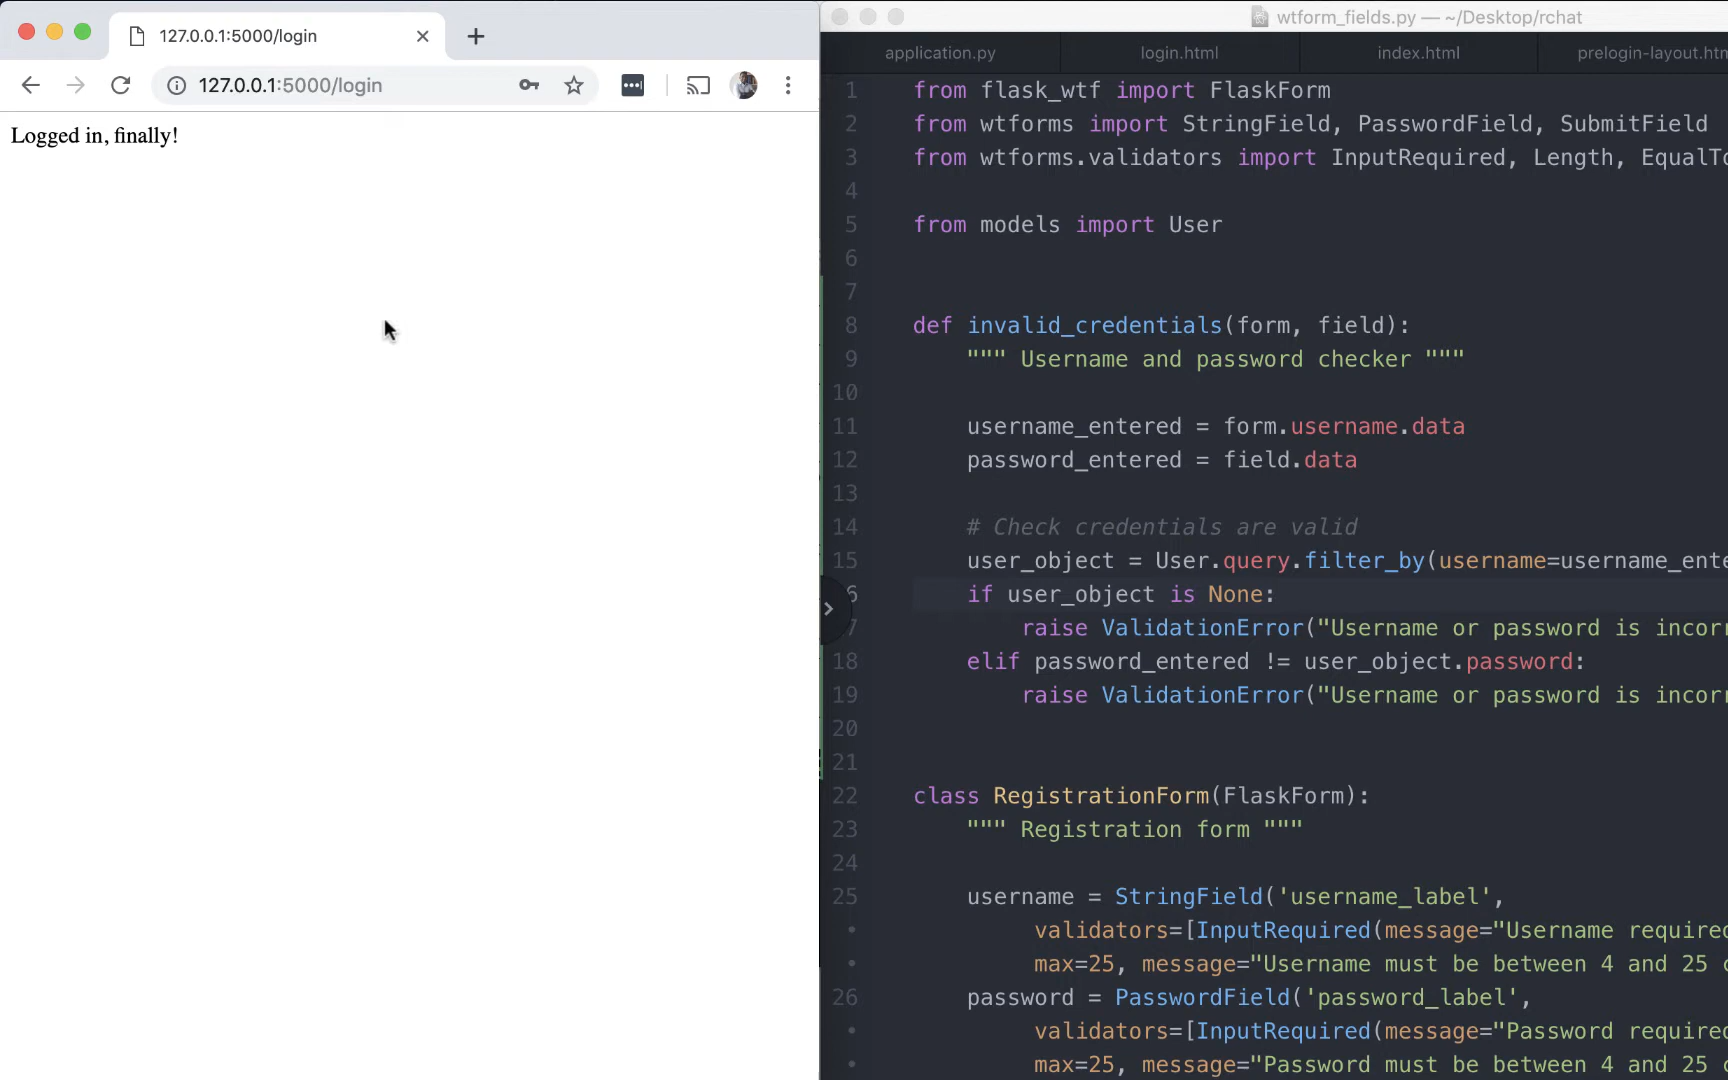 127.0.0.1:5000/login
127.0.0.1:5000/login
Logged in, finally!
wtform_fields.py — ~/Desktop/rchat
application.py login.html index.html prelogin-layout.htm
1 from flask_wtf import FlaskForm
2 from wtforms import StringField, PasswordField, SubmitField
3 from wtforms.validators import InputRequired, Length, EqualTo
4
5 from models import User
6
7
8 def invalid_credentials(form, field):
9 """ Username and password checker """
10
11 username_entered = form.username.data
12 password_entered = field.data
13
14 # Check credentials are valid
15 user_object = User.query.filter_by(username=username_ente
6 if user_object is None:
7 raise ValidationError("Username or password is incorr
18 elif password_entered != user_object.password:
19 raise ValidationError("Username or password is incorr
20
21
22 class RegistrationForm(FlaskForm):
23 """ Registration form """
24
25 username = StringField('username_label',
validators=[InputRequired(message="Username required
max=25, message="Username must be between 4 and 25 c
26 password = PasswordField('password_label',
validators=[InputRequired(message="Password required
max=25, message="Password must be between 4 and 25 c